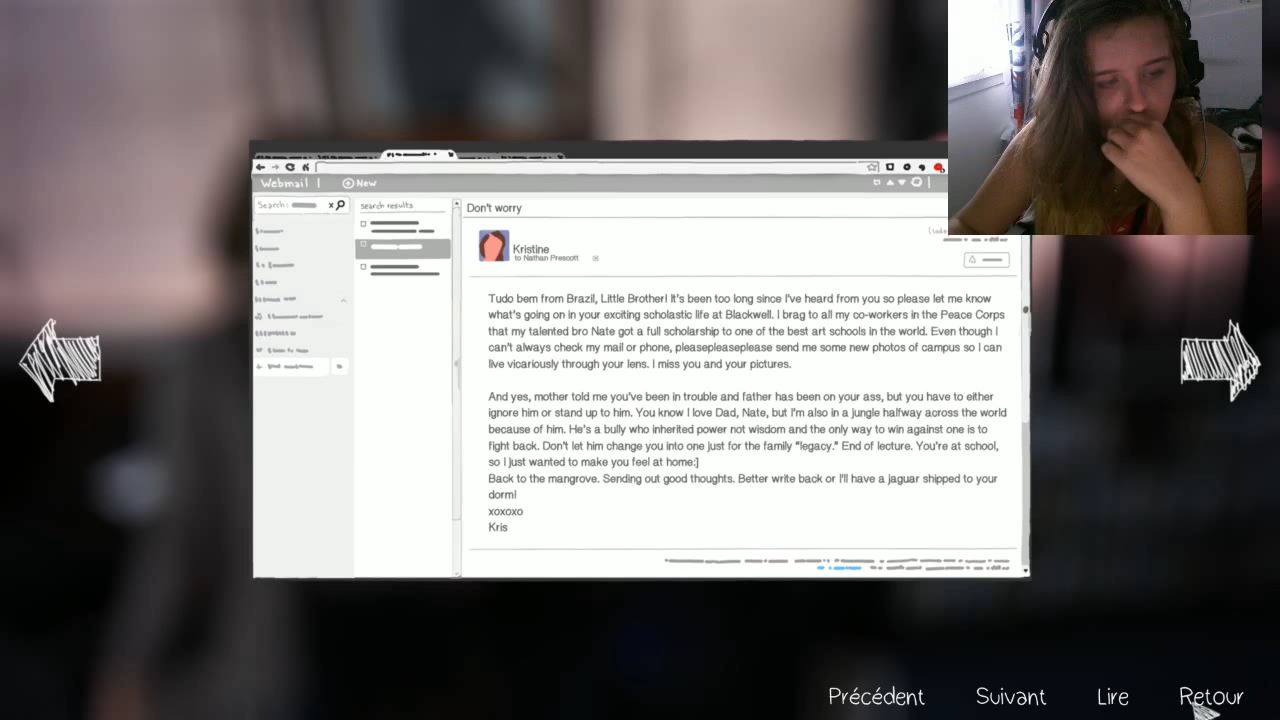 Webmail |
New
Search:
x
search results
Don't worry
Kristine
to Nathan Prescott
Tudo bem from Brazil, Little Brother! It's been too long since I've heard from you so please let me know
what's going on in your exciting scholastic life at Blackwell. I brag to all my co-workers in the Peace Corps
that my talented bro Nate got a full scholarship to one of the best art schools in the world. Even though I
can't always check my mail or phone, pleasepleaseplease send me some new photos of campus so I can
live vicariously through your lens. I miss you and your pictures.
And yes, mother told me you've been in trouble and father has been on your ass, but you have to either
ignore him or stand up to him. You know I love Dad, Nate, but I'm also in a jungle halfway across the world
because of him. He's a bully who inherited power not wisdom and the only way to win against one is to
fight back. Don't let him change you into one just for the family "legacy." End of lecture. You're at school,
so I just wanted to make you feel at home:]
Back to the mangrove. Sending out good thoughts. Better write back or I'll have a jaguar shipped to your
dorm!
xoxoxo
Kris
Précédent Suivant Lire Retour